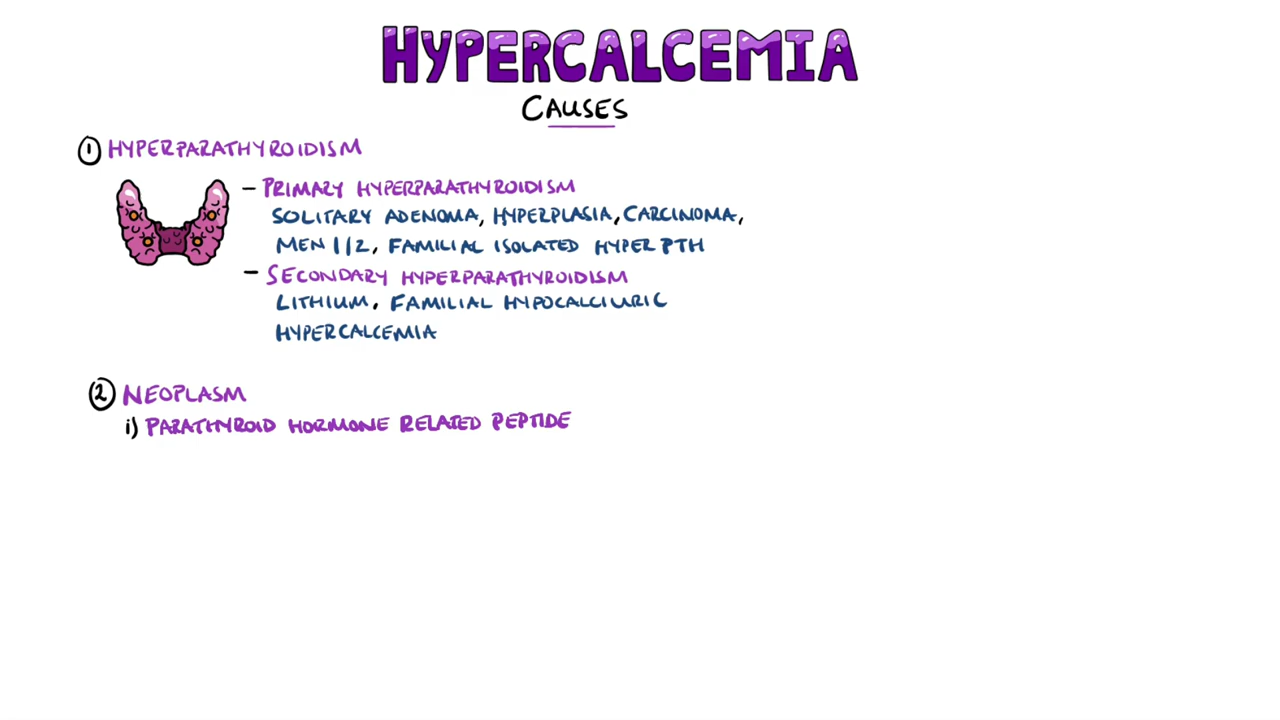 HYPERCALCEMIA
CAUSES
① HYPERPARATHYROIDISM
– PRIMARY HYPERPARATHYROIDISM
SOLITARY ADENOMA, HYPERPLASIA, CARCINOMA,
MEN 1/2, FAMILIAL ISOLATED HYPER PTH
– SECONDARY HYPERPARATHYROIDISM
LITHIUM, FAMILIAL HYPOCALCIURIC
HYPERCALCEMIA
② NEOPLASM
i) PARATHYROID HORMONE RELATED PEPTIDE